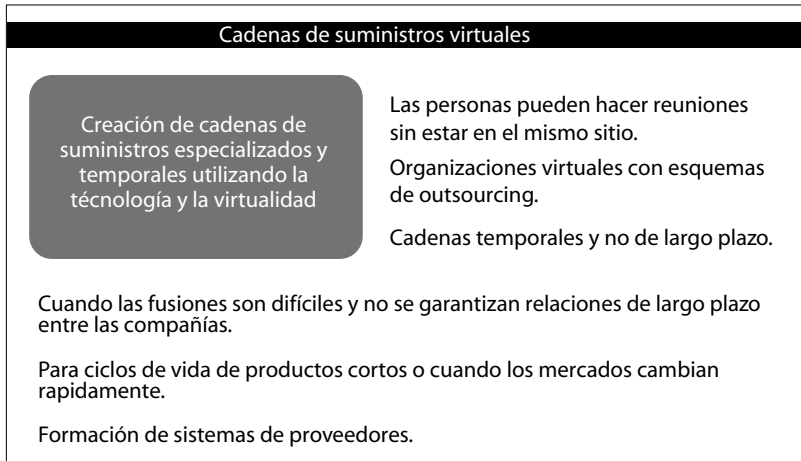 Cadenas de suministros virtuales
Creación de cadenas de
suministros especializados y
temporales utilizando la
técnología y la virtualidad
Las personas pueden hacer reuniones
sin estar en el mismo sitio.
Organizaciones virtuales con esquemas
de outsourcing.
Cadenas temporales y no de largo plazo.
Cuando las fusiones son difíciles y no se garantizan relaciones de largo plazo
entre las compañías.
Para ciclos de vida de productos cortos o cuando los mercados cambian
rapidamente.
Formación de sistemas de proveedores.